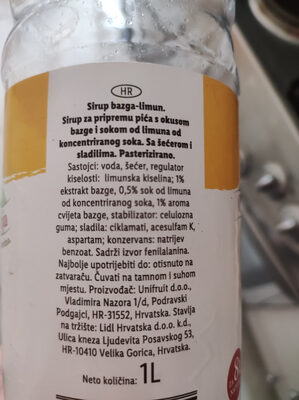 HR
Sirup bazga-limun.
Sirup za pripremu pića s okusom
bazge i sokom od limuna od
koncentriranog soka. Sa šećerom i
sladilima. Pasterizirano.
Sastojci: voda, šećer, regulator
kiselosti: limunska kiselina; 1%
ekstrakt bazge, 0,5% sok od limuna
od koncentriranog soka, 1% aroma
cvijeta bazge, stabilizator: celulozna
guma; sladila: ciklamati, acesulfam K,
aspartam; konzervans: natrijev
benzoat. Sadrži izvor fenilalanina.
Najbolje upotrijebiti do: otisnuto na
zatvaraču. Čuvati na tamnom i suhom
mjestu. Proizvođač: Unifruit d.o.o.,
Vladimira Nazora 1/d, Podravski
Podgajci, HR-31552, Hrvatska. Stavlja
na tržište: Lidl Hrvatska d.o.o. k.d.,
Ulica kneza Ljudevita Posavskog 53,
HR-10410 Velika Gorica, Hrvatska.
Neto količina: 1L